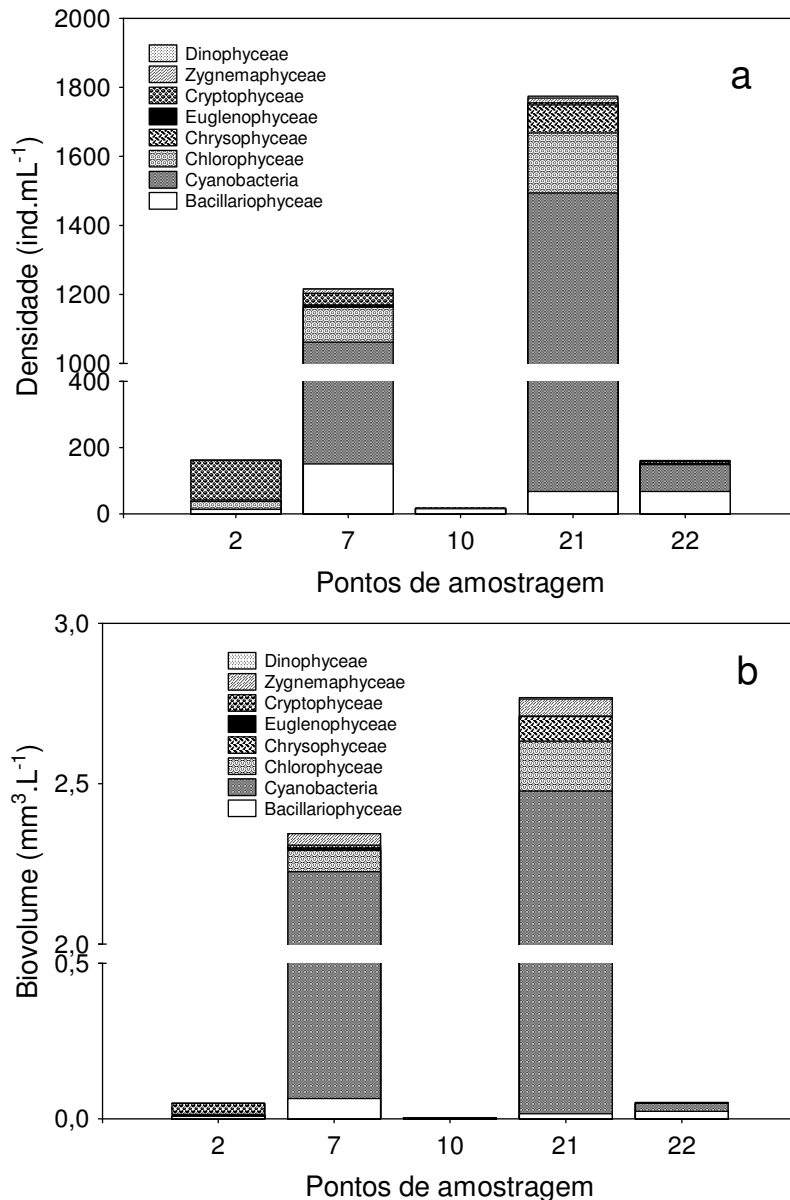 a
Densidade (ind.mL⁻¹)
2000
1800
1600
1400
1200
1000
400
200
0
Dinophyceae
Zygnemaphyceae
Cryptophyceae
Euglenophyceae
Chrysophyceae
Chlorophyceae
Cyanobacteria
Bacillariophyceae
2 7 10 21 22
Pontos de amostragem
b
Biovolume (mm³.L⁻¹)
3,0
2,5
2,0
0,5
0,0
Dinophyceae
Zygnemaphyceae
Cryptophyceae
Euglenophyceae
Chrysophyceae
Chlorophyceae
Cyanobacteria
Bacillariophyceae
2 7 10 21 22
Pontos de amostragem